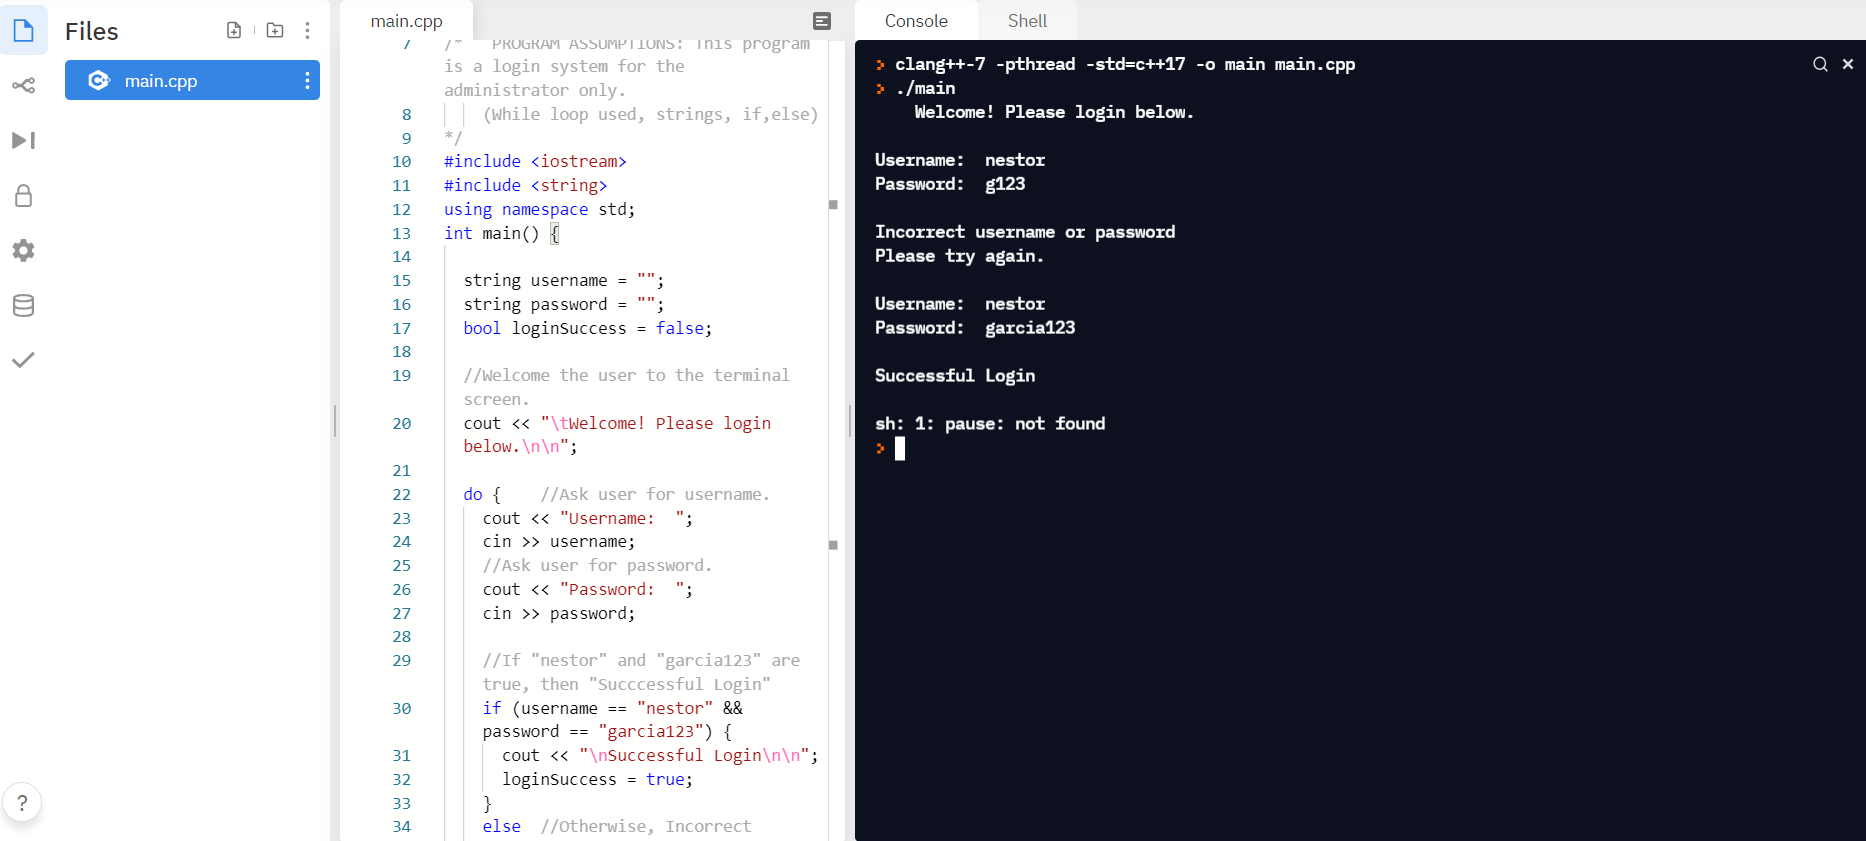 Files
main.cpp
?
main.cpp
7 /* PROGRAM ASSUMPTIONS: This program
is a login system for the
administrator only.
8 (While loop used, strings, if,else)
9 */
10 #include <iostream>
11 #include <string>
12 using namespace std;
13 int main() {
14
15 string username = "";
16 string password = "";
17 bool loginSuccess = false;
18
19 //Welcome the user to the terminal
screen.
20 cout << "\tWelcome! Please login
below.\n\n";
21
22 do { //Ask user for username.
23 cout << "Username:  ";
24 cin >> username;
25 //Ask user for password.
26 cout << "Password:  ";
27 cin >> password;
28
29 //If "nestor" and "garcia123" are
true, then "Succcessful Login"
30 if (username == "nestor" &&
password == "garcia123") {
31 cout << "\nSuccessful Login\n\n";
32 loginSuccess = true;
33 }
34 else //Otherwise, Incorrect
Console Shell
> clang++-7 -pthread -std=c++17 -o main main.cpp
> ./main
Welcome! Please login below.
Username:  nestor
Password:  g123
Incorrect username or password
Please try again.
Username:  nestor
Password:  garcia123
Successful Login
sh: 1: pause: not found
>